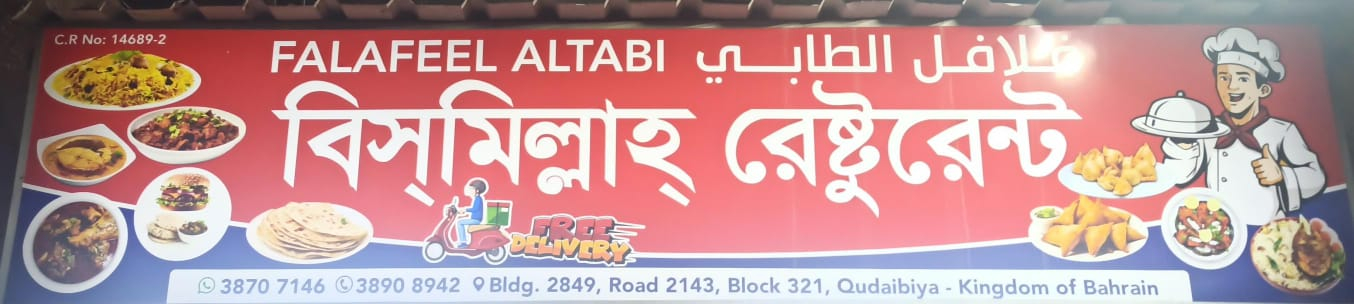 C.R No: 14689-2
FALAFEEL ALTABI فلافل الطابي
বিস্‌মিল্লাহ্ রেষ্টুরেন্ট
FREE
DELIVERY
3870 7146 3890 8942 Bldg. 2849, Road 2143, Block 321, Qudaibiya - Kingdom of Bahrain